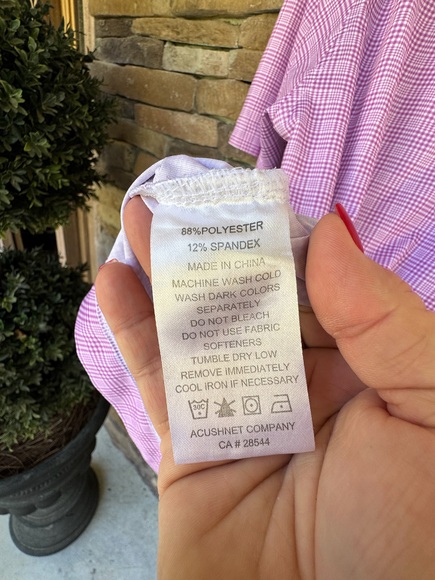 88%POLYESTER
12% SPANDEX
MADE IN CHINA
MACHINE WASH COLD
WASH DARK COLORS
SEPARATELY
DO NOT BLEACH
DO NOT USE FABRIC
SOFTENERS
TUMBLE DRY LOW
REMOVE IMMEDIATELY
COOL IRON IF NECESSARY
30C
ACUSHNET COMPANY
CA # 28544